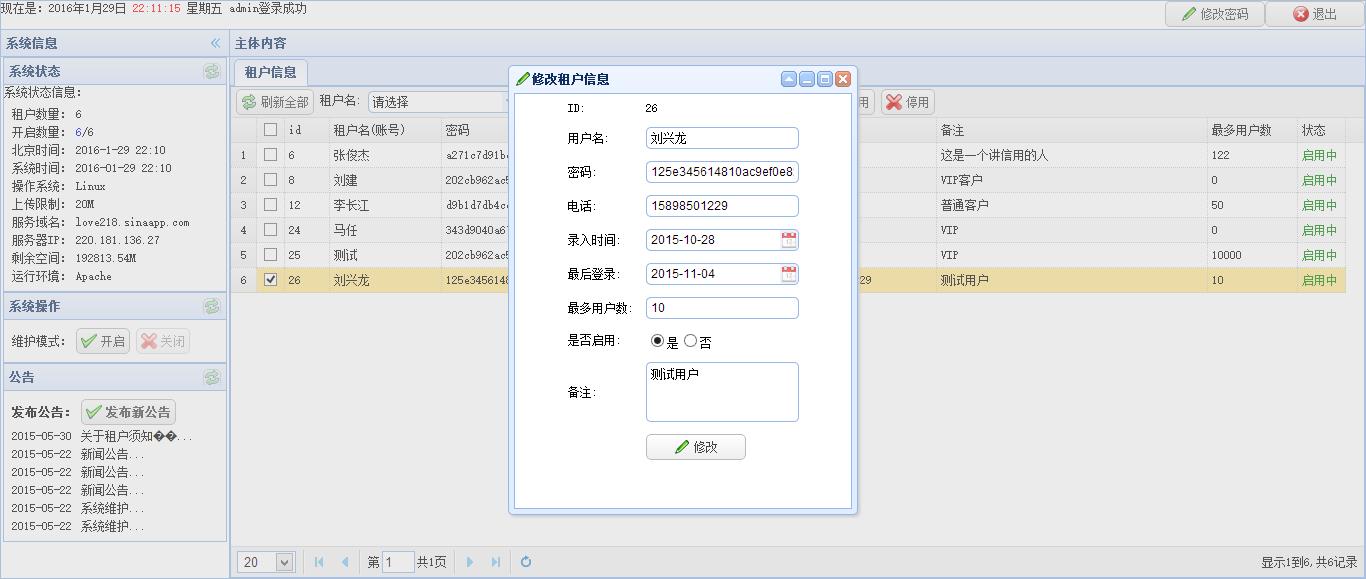 现在是: 2016年1月29日 22:11:15 星期五 admin登录成功
修改密码 退出
系统信息
系统状态
系统状态信息:
租户数量: 6
开启数量: 6/6
北京时间: 2016-1-29 22:10
系统时间: 2016-01-29 22:10
操作系统: Linux
上传限制: 20M
服务域名: love218.sinaapp.com
服务器IP: 220.181.136.27
剩余空间: 192813.54M
运行环境: Apache
系统操作
维护模式: 开启 关闭
公告
发布公告: 发布新公告
2015-05-30 关于租户须知��...
2015-05-22 新闻公告...
2015-05-22 新闻公告...
2015-05-22 新闻公告...
2015-05-22 系统维护...
2015-05-22 系统维护...
主体内容
租户信息
刷新全部 租户名: 请选择 用 停用
id 租户名(账号) 密码 备注 最多用户数 状态
1 6 张俊杰 a271c7d91b 这是一个讲信用的人 122 启用中
2 8 刘建 202cb962ac5 VIP客户 0 启用中
3 12 李长江 d9b1d7db4c 普通客户 50 启用中
4 24 马任 343d9040a6 VIP 0 启用中
5 25 测试 202cb962ac5 VIP 10000 启用中
6 26 刘兴龙 125e3456148 29 测试用户 10 启用中
修改租户信息
ID: 26
用户名: 刘兴龙
密码: 125e345614810ac9ef0e8
电话: 15898501229
录入时间: 2015-10-28
最后登录: 2015-11-04
最多用户数: 10
是否启用: 是 否
备注: 测试用户
修改
20 第 1 共1页 显示1到6,共6记录